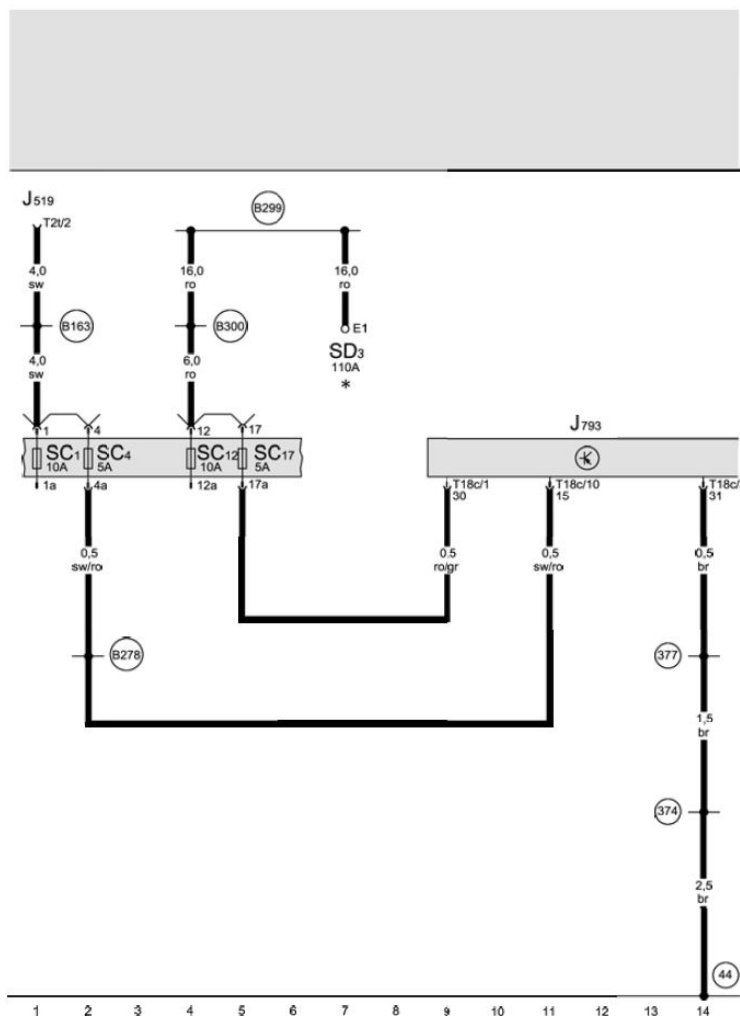 J519
T2t/2
B299
4,0
sw
16,0
ro
16,0
ro
B163
B300
E1
SD3
110A
*
4,0
sw
6,0
ro
1 4 12 17
J793
SC1
10A
SC4
5A
SC12
10A
SC17
5A
1a 4a 12a 17a
T18c/1
30
T18c/10
15
T18c/
31
0,5
sw/ro
0.5
ro/gr
0,5
sw/ro
0,5
br
B278
377
1,5
br
374
2,5
br
44
1 2 3 4 5 6 7 8 9 10 11 12 13 14